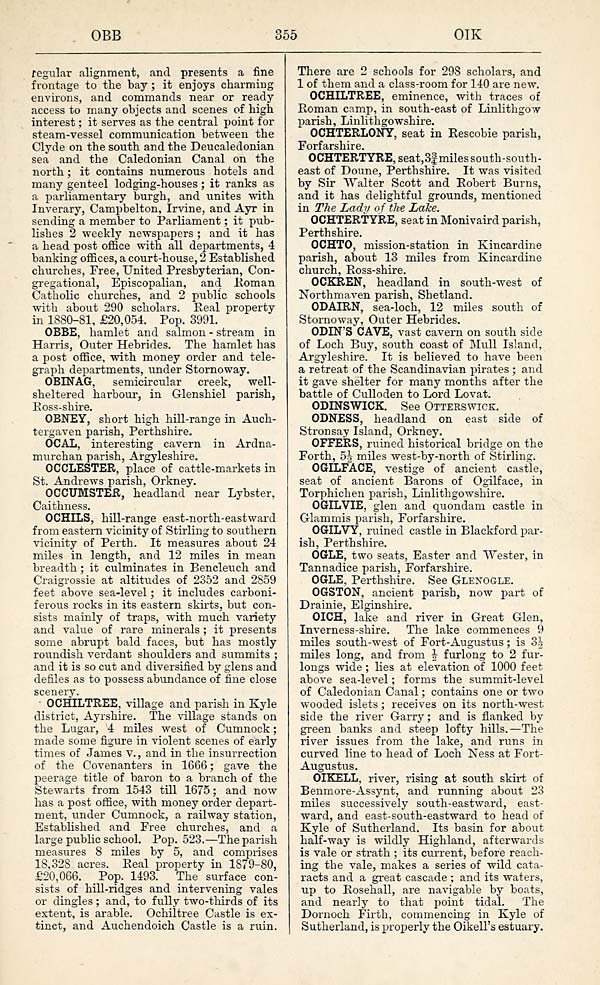 OBB 355 OIK
regular alignment, and presents a fine
frontage to the bay ; it enjoys charming
environs, and commands near or ready
access to many objects and scenes of high
interest ; it serves as the central point for
steam-vessel communication between the
Clyde on the south and the Deucaledonian
sea and the Caledonian Canal on the
north ; it contains numerous hotels and
many genteel lodging-houses ; it ranks as
a parliamentary burgh, and unites with
Inverary, Campbelton, Irvine, and Ayr in
sending a member to Parliament ; it pub-
lishes 2 weekly newspapers ; and it has
a head post office with all departments, 4
banking offices, a court-house, 2 Established
churches, Free, United Presbyterian, Con-
gregational, Episcopalian, and Roman
Catholic churches, and 2 public schools
with about 290 scholars. Real property
in 1880-81, £20,054. Pop. 3991.
OBBE, hamlet and salmon-stream in
Harris, Outer Hebrides. The hamlet has
a post office, with money order and tele-
graph departments, under Stornoway.
OBINAG, semicircular creek, well-
sheltered harbour, in Glenshiel parish,
Ross-shire.
OBNEY, short high hill-range in Auch-
tergaven parish, Perthshire.
OCAL, interesting cavern in Ardna-
murchan parish, Argyleshire.
OCCLESTER, place of cattle-markets in
St. Andrews parish, Orkney.
OCCUMSTER, headland near Lybster,
Caithness.
OCHILS, hill-range east-north-eastward
from eastern vicinity of Stirling to southern
vicinity of Perth. It measures about 24
miles in length, and 12 miles in mean
breadth ; it culminates in Bencleuch and
Craigrossie at altitudes of 2352 and 2859
feet above sea-level ; it includes carboni-
ferous rocks in its eastern skirts, but con-
sists mainly of traps, with much variety
and value of rare minerals ; it presents
some abrupt bald faces, but has mostly
roundish verdant shoulders and summits ;
and it is so cut and diversified by glens and
defiles as to possess abundance of fine close
scenery.
OCHILTREE, village and parish in Kyle
district, Ayrshire. The village stands on
the Lugar, 4 miles west of Cumnock ;
made some figure in violent scenes of early
times of James V., and in the insurrection
of the Covenanters in 1666 ; gave the
peerage title of baron to a branch of the
Stewarts from 1543 till 1675 ; and now
has a post office, with money order depart-
ment, under Cumnock, a railway station,
Established and Free churches, and a
large public school. Pop. 523.—The parish
measures 8 miles by 5, and comprises
18,328 acres. Real property in 1879-80,
£20,066. Pop. 1493. The surface con-
sists of hill-ridges and intervening vales
or dingles ; and, to fully two-thirds of its
extent, is arable. Ochiltree Castle is ex-
tinct, and Auchendoich Castle is a ruin.
There are 2 schools for 298 scholars, and
1 of them and a class-room for 140 are new.
OCHILTREE, eminence, with traces of
Roman camp, in south-east of Linlithgow
parish, Linlithgowshire.
OCHTERLONY, seat in Rescobie parish,
Forfarshire.
OCHTERTYRE, seat, 3¾ miles south-south-
east of Doune, Perthshire. It was visited
by Sir Walter Scott and Robert Burns,
and it has delightful grounds, mentioned
in The Lady of the Lake.
OCHTERTYRE, seat in Monivaird parish,
Perthshire.
OCHTO, mission-station in Kincardine
parish, about 13 miles from Kincardine
church, Ross-shire.
OCKREN, headland in south-west of
Northmaven parish, Shetland.
ODAIRN, sea-loch, 12 miles south of
Stornoway, Outer Hebrides.
ODIN'S CAVE, vast cavern on south side
of Loch Buy, south coast of Mull Island,
Argyleshire. It is believed to have been
a retreat of the Scandinavian pirates ; and
it gave shelter for many months after the
battle of Culloden to Lord Lovat.
ODINSWICK. See OTTERSWICK.
ODNESS, headland on east side of
Stronsay Island, Orkney.
OFFERS, ruined historical bridge on the
Forth, 5½ miles west-by-north of Stirling.
OGILFACE, vestige of ancient castle,
seat of ancient Barons of Ogilface, in
Torphichen parish, Linlithgowshire.
OGILVIE, glen and quondam castle in
Glammis parish, Forfarshire.
OGILVY, ruined castle in Blackford par-
ish, Perthshire.
OGLE, two seats, Easter and Wester, in
Tannadice parish, Forfarshire.
OGLE, Perthshire. See GLENOGLE.
OGSTON, ancient parish, now part of
Drainie, Elginshire.
OICH, lake and river in Great Glen,
Inverness-shire. The lake commences 9
miles south-west of Fort-Augustus ; is 3½
miles long, and from ½ furlong to 2 fur-
longs wide ; lies at elevation of 1000 feet
above sea-level ; forms the summit-level
of Caledonian Canal ; contains one or two
wooded islets ; receives on its north-west
side the river Garry ; and is flanked by
green banks and steep lofty hills.—The
river issues from the lake, and runs in
curved line to head of Loch Ness at Fort-
Augustus.
OIKELL, river, rising at south skirt of
Benmore-Assynt, and running about 23
miles successively south-eastward, east-
ward, and east-south-eastward to head of
Kyle of Sutherland. Its basin for about
half-way is wildly Highland, afterwards
is vale or strath ; its current, before reach-
ing the vale, makes a series of wild cata-
racts and a great cascade ; and its waters,
up to Rosehall, are navigable by boats,
and nearly to that point tidal. The
Dornoch Firth, commencing in Kyle of
Sutherland, is properly the Oikell's estuary.